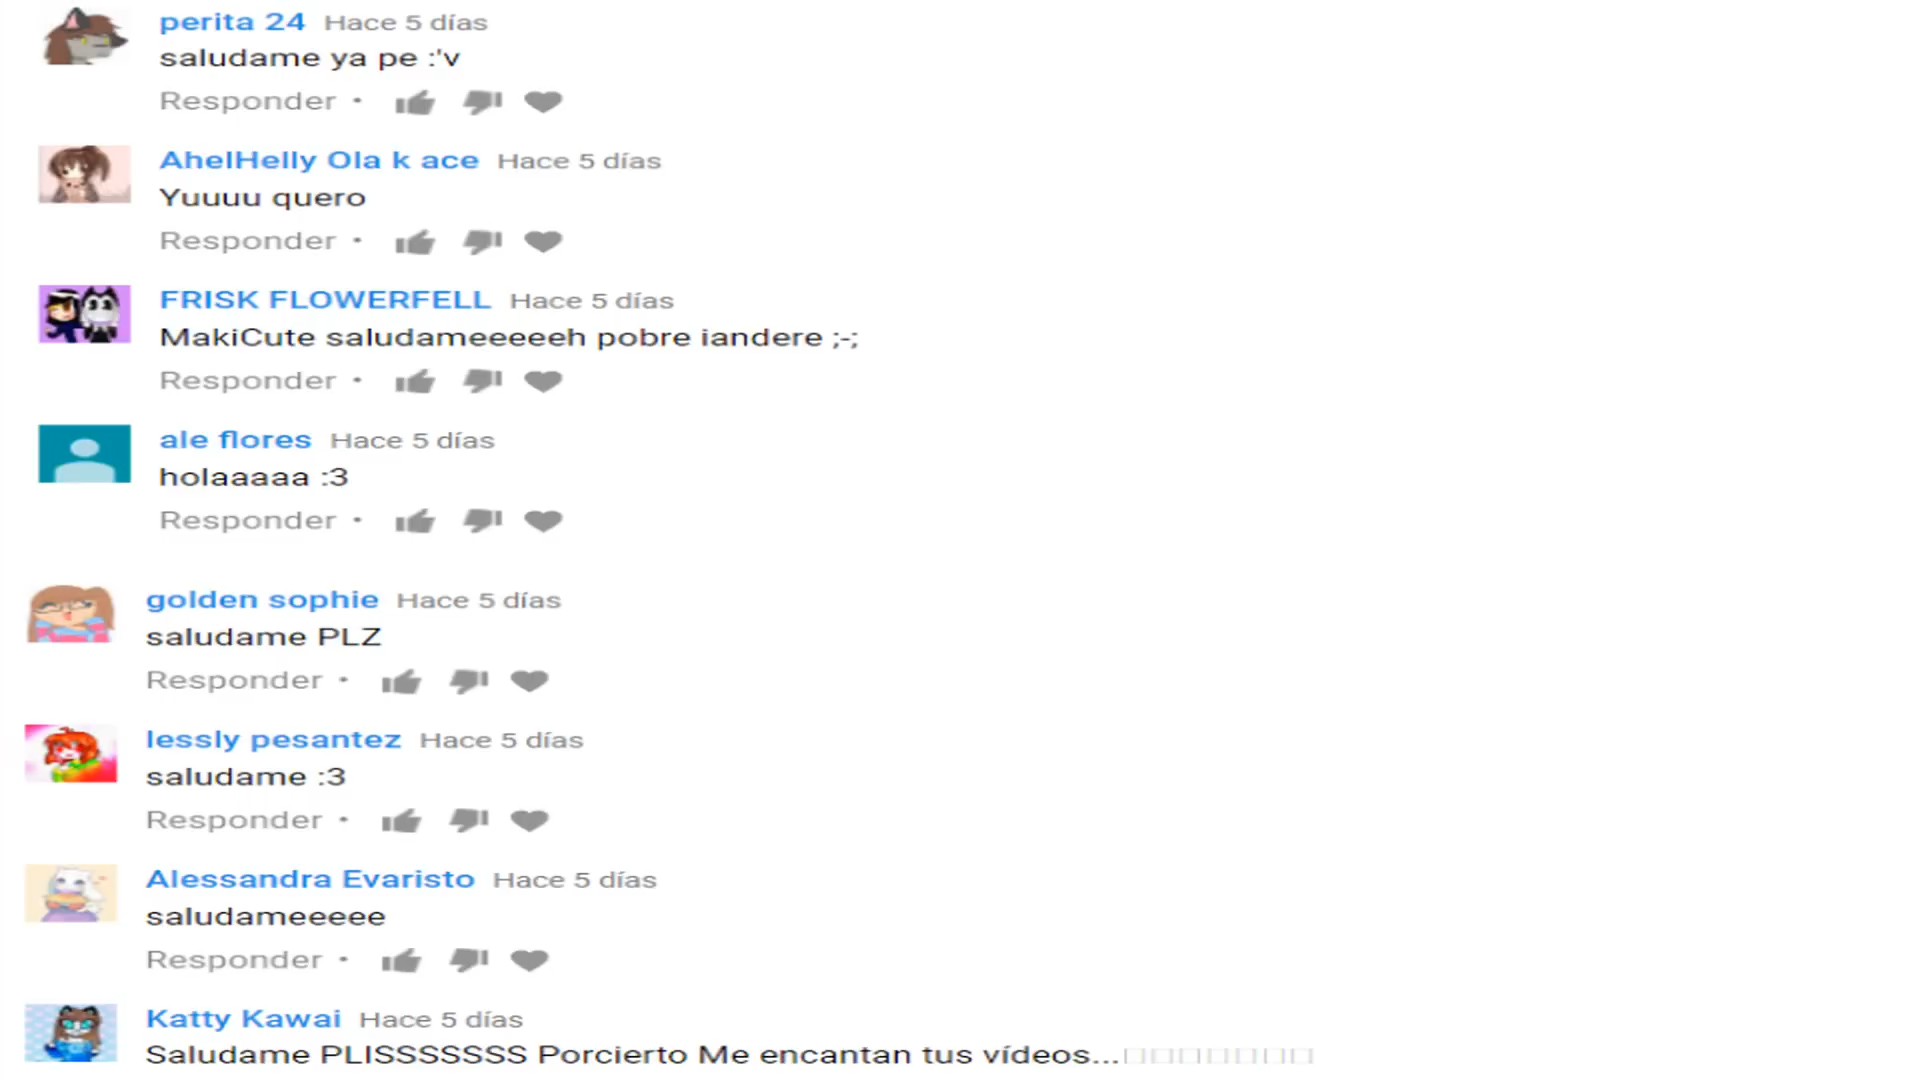 perita 24 Hace 5 días
saludame ya pe :'v
Responder •
AhelHelly Ola k ace Hace 5 días
Yuuuu quero
Responder •
FRISK FLOWERFELL Hace 5 días
MakiCute saludameeeeeh pobre iandere ;-;
Responder •
ale flores Hace 5 días
holaaaaa :3
Responder •
golden sophie Hace 5 días
saludame PLZ
Responder •
lessly pesantez Hace 5 días
saludame :3
Responder •
Alessandra Evaristo Hace 5 días
saludameeeee
Responder •
Katty Kawai Hace 5 días
Saludame PLISSSSSSS Porcierto Me encantan tus vídeos...